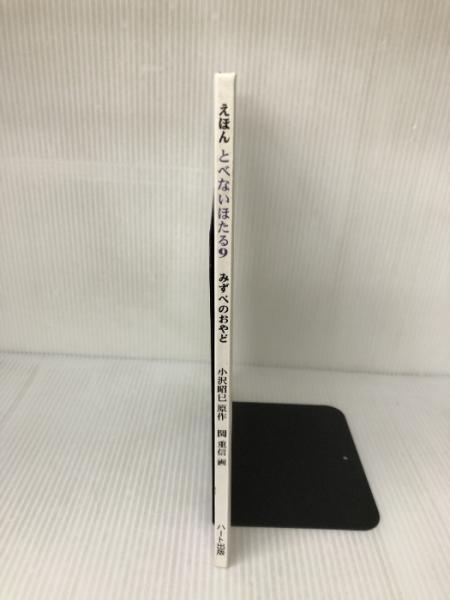 えほん とべないほたる❾ みずべのおやど 小沢昭巳 原作 関 重信 画 ハート出版